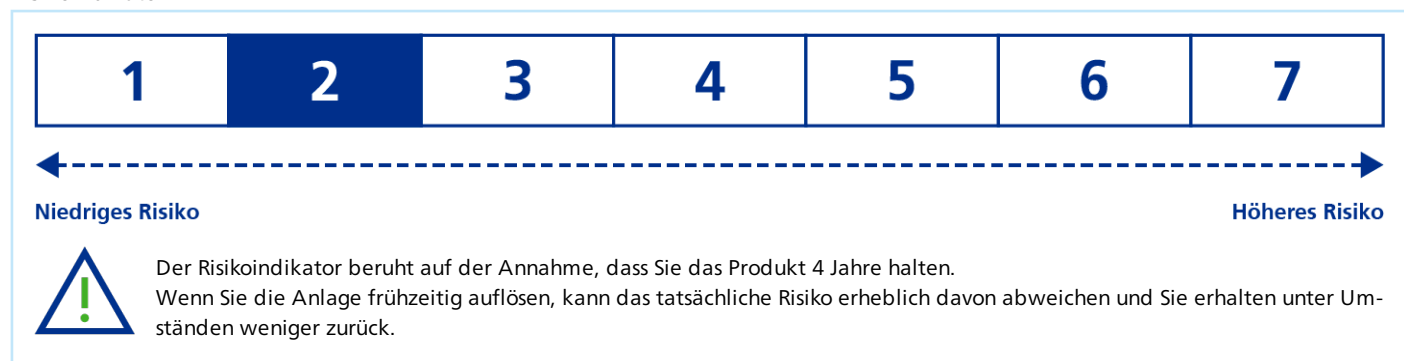 1 2 3 4 5 6 7
Niedriges Risiko Höheres Risiko
Der Risikoindikator beruht auf der Annahme, dass Sie das Produkt 4 Jahre halten.
Wenn Sie die Anlage frühzeitig auflösen, kann das tatsächliche Risiko erheblich davon abweichen und Sie erhalten unter Um-
ständen weniger zurück.